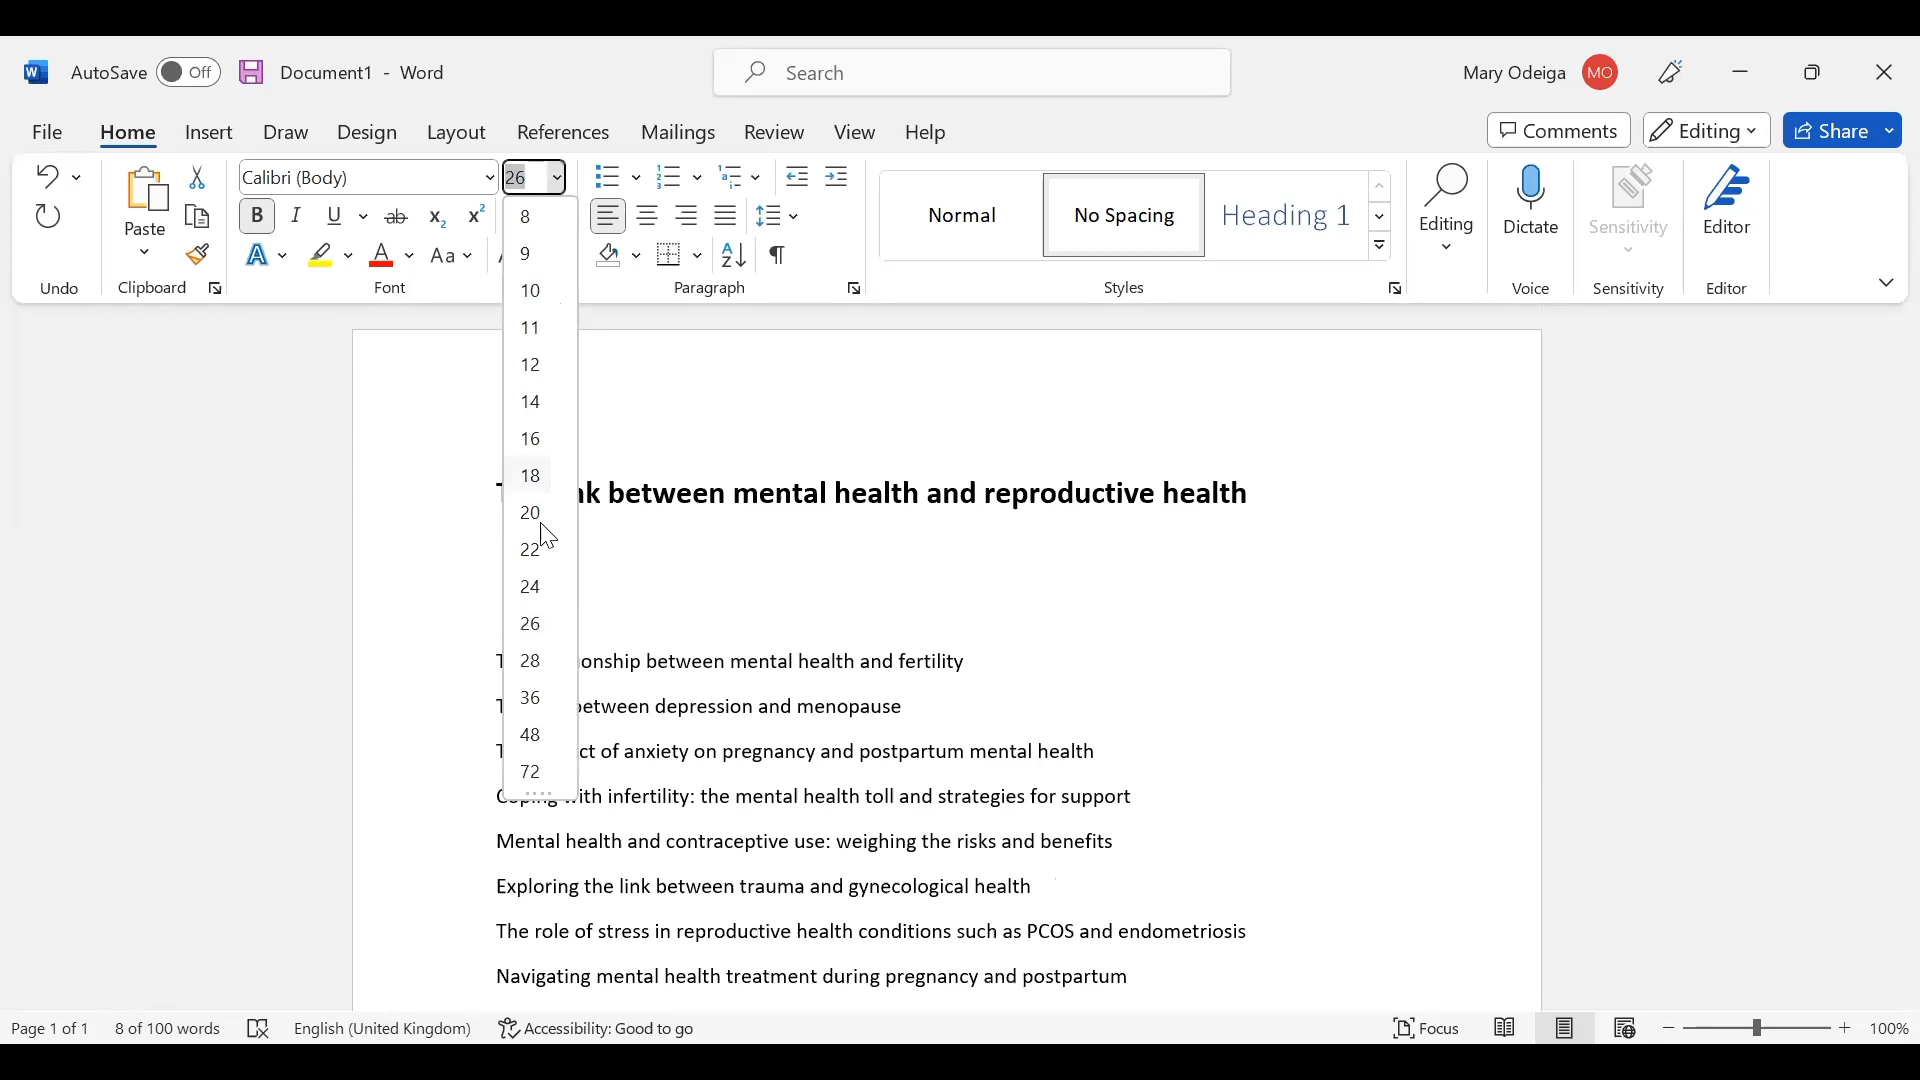 AutoSave Off Document1 - Word Search Mary Odeiga MO
File Home Insert Draw Design Layout References Mailings Review View Help Comments Editing Share
Calibri (Body) 26
Paste
B I U ab x₂ x²
A A Aa
Normal No Spacing Heading 1
Editing Dictate Sensitivity Editor
Undo Clipboard Font Paragraph Styles Voice Sensitivity Editor
8
9
10
11
12
14
16
18
20
22
24
26
28
36
48
72
between mental health and reproductive health
between mental health and fertility
between depression and menopause
of anxiety on pregnancy and postpartum mental health
infertility: the mental health toll and strategies for support
Mental health and contraceptive use: weighing the risks and benefits
Exploring the link between trauma and gynecological health
The role of stress in reproductive health conditions such as PCOS and endometriosis
Navigating mental health treatment during pregnancy and postpartum
Page 1 of 1 8 of 100 words English (United Kingdom) Accessibility: Good to go Focus 100%